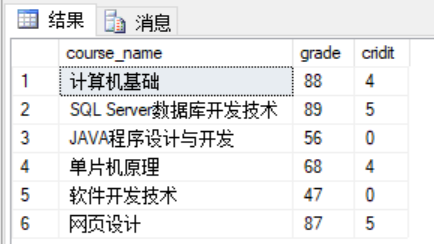 结果 消息
course_name grade cridit
1 计算机基础 88 4
2 SQL Server数据库开发技术 89 5
3 JAVA程序设计与开发 56 0
4 单片机原理 68 4
5 软件开发技术 47 0
6 网页设计 87 5